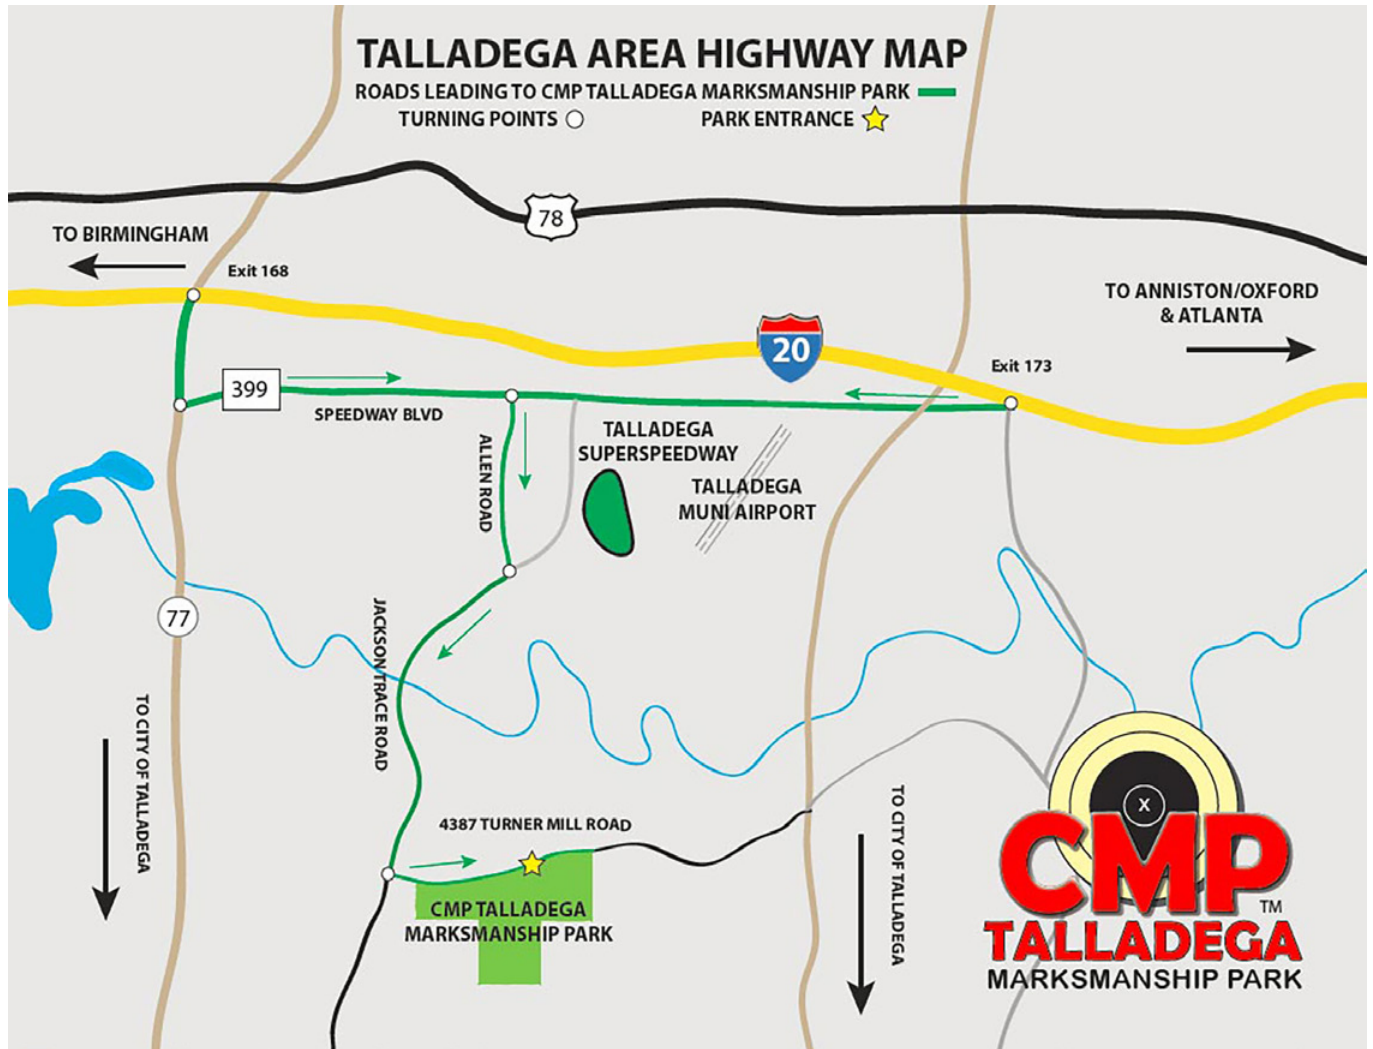 TALLADEGA AREA HIGHWAY MAP
ROADS LEADING TO CMP TALLADEGA MARKSMANSHIP PARK
TURNING POINTS
PARK ENTRANCE
78
TO BIRMINGHAM
Exit 168
TO ANNISTON/OXFORD
& ATLANTA
20
Exit 173
399
SPEEDWAY BLVD
ALLEN ROAD
TALLADEGA
SUPERSPEEDWAY
TALLADEGA
MUNI AIRPORT
77
JACKSON TRACE ROAD
TO CITY OF TALLADEGA
4387 TURNER MILL ROAD
CMP TALLADEGA
MARKSMANSHIP PARK
TO CITY OF TALLADEGA
X
CMP
TM
TALLADEGA
MARKSMANSHIP PARK